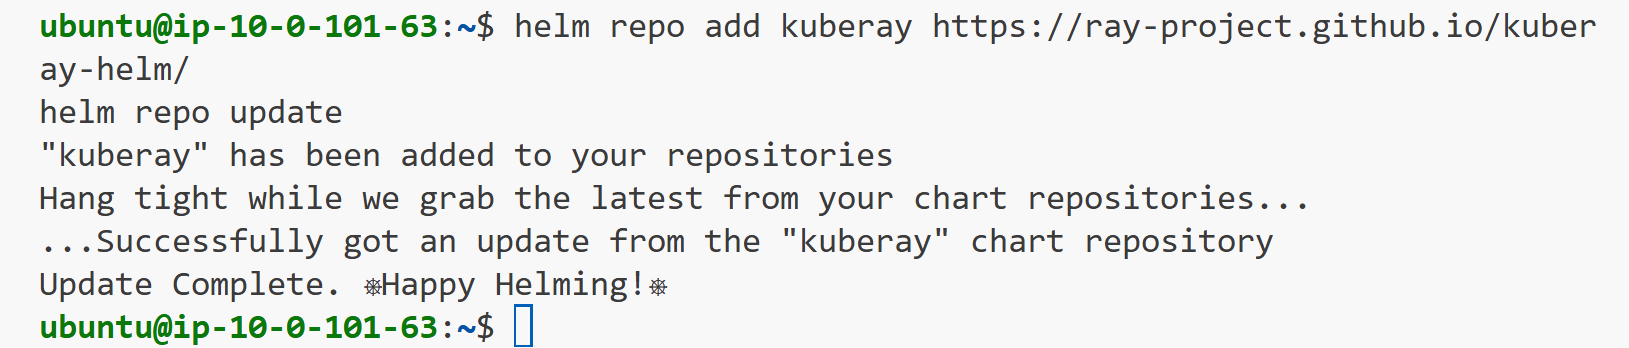 ubuntu@ip-10-0-101-63:~$ helm repo add kuberay https://ray-project.github.io/kuber
ay-helm/
helm repo update
"kuberay" has been added to your repositories
Hang tight while we grab the latest from your chart repositories...
...Successfully got an update from the "kuberay" chart repository
Update Complete. ⎈Happy Helming!⎈
ubuntu@ip-10-0-101-63:~$